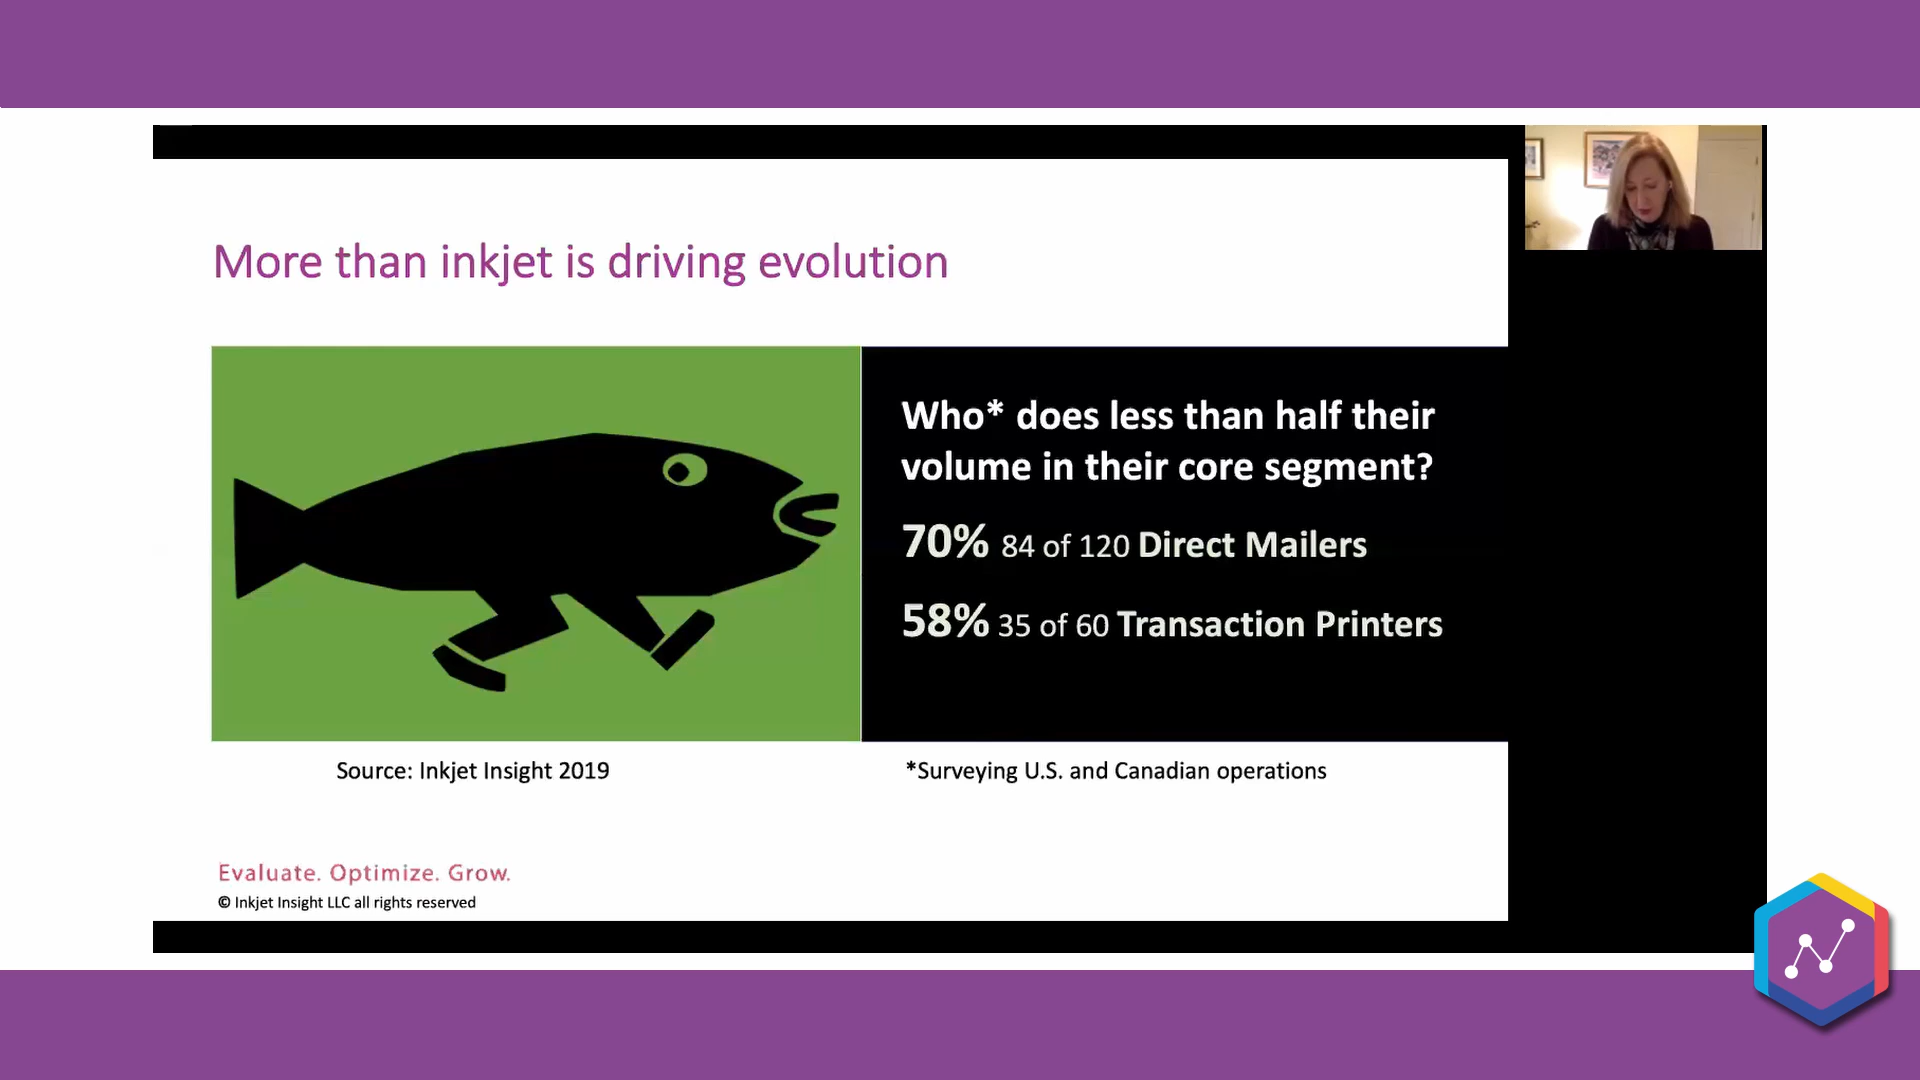 More than inkjet is driving evolution
Who* does less than half their
volume in their core segment?
70% 84 of 120 Direct Mailers
58% 35 of 60 Transaction Printers
Source: Inkjet Insight 2019
*Surveying U.S. and Canadian operations
Evaluate. Optimize. Grow.
© Inkjet Insight LLC all rights reserved